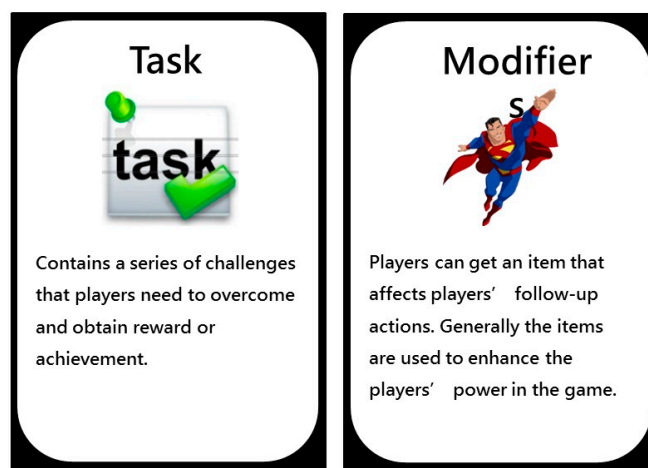 Task
task
Contains a series of challenges
that players need to overcome
and obtain reward or
achievement.
Modifier
s
Players can get an item that
affects players’ follow-up
actions. Generally the items
are used to enhance the
players’ power in the game.